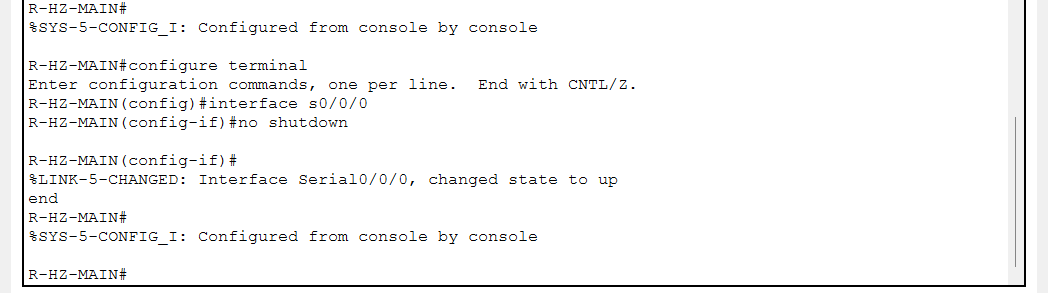 R-HZ-MAIN#
%SYS-5-CONFIG_I: Configured from console by console
R-HZ-MAIN#configure terminal
Enter configuration commands, one per line.  End with CNTL/Z.
R-HZ-MAIN(config)#interface s0/0/0
R-HZ-MAIN(config-if)#no shutdown
R-HZ-MAIN(config-if)#
%LINK-5-CHANGED: Interface Serial0/0/0, changed state to up
end
R-HZ-MAIN#
%SYS-5-CONFIG_I: Configured from console by console
R-HZ-MAIN#